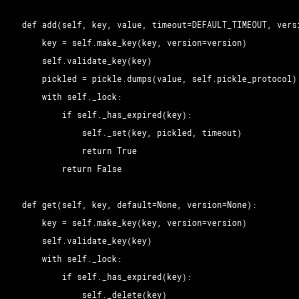 def add(self, key, value, timeout=DEFAULT_TIMEOUT, versi
key = self.make_key(key, version=version)
self.validate_key(key)
pickled = pickle.dumps(value, self.pickle_protocol)
with self._lock:
if self._has_expired(key):
self._set(key, pickled, timeout)
return True
return False
def get(self, key, default=None, version=None):
key = self.make_key(key, version=version)
self.validate_key(key)
with self._lock:
if self._has_expired(key):
self._delete(key)